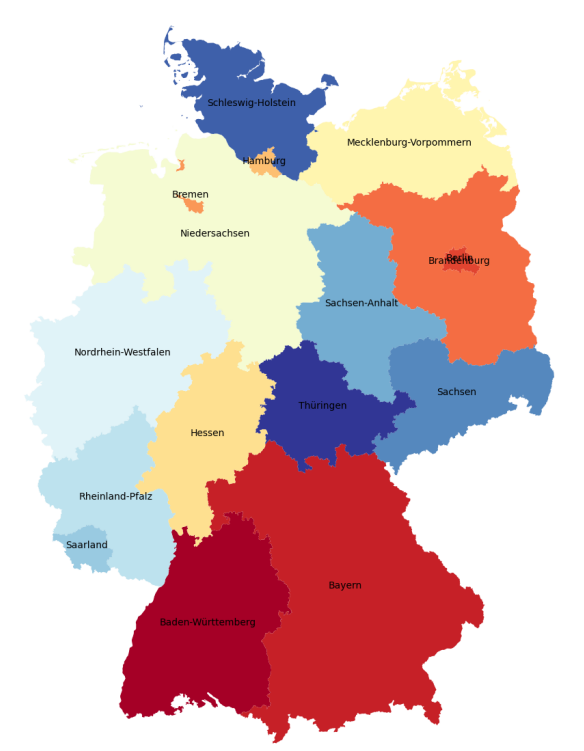 Schleswig-Holstein
Mecklenburg-Vorpommern
Hamburg
Bremen
Niedersachsen
Berlin
Brandenburg
Sachsen-Anhalt
Nordrhein-Westfalen
Sachsen
Thüringen
Hessen
Rheinland-Pfalz
Saarland
Bayern
Baden-Württemberg